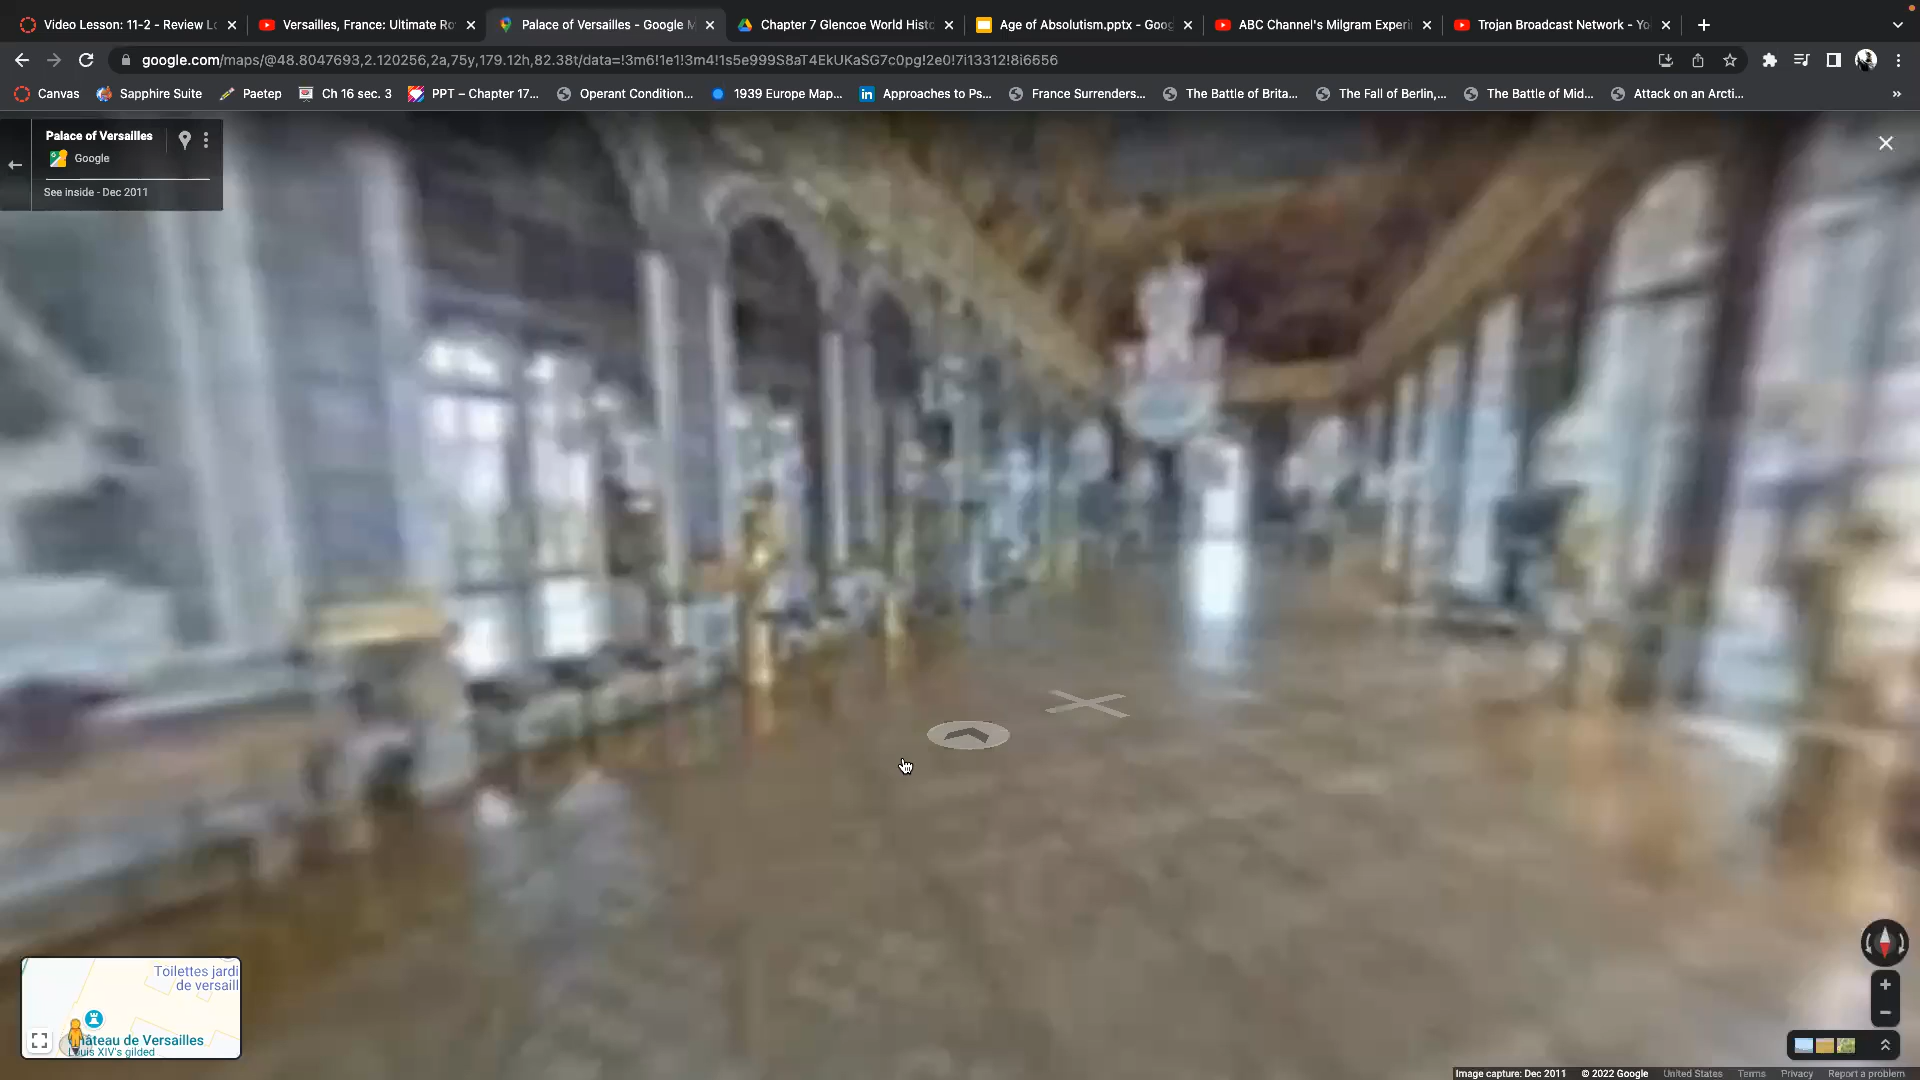 Video Lesson: 11-2 - Review Lo
Versailles, France: Ultimate Ro
Palace of Versailles - Google M
Chapter 7 Glencoe World Histo
Age of Absolutism.pptx - Goog
ABC Channel's Milgram Experi
Trojan Broadcast Network - Yo
google.com/maps/@48.8047693,2.120256,2a,75y,179.12h,82.38t/data=!3m6!1e1!3m4!1s5e999S8aT4EkUKaSG7c0pg!2e0!7i13312!8i6656
Canvas
Sapphire Suite
Paetep
Ch 16 sec. 3
PPT – Chapter 17...
Operant Condition...
1939 Europe Map...
Approaches to Ps...
France Surrenders...
The Battle of Brita...
The Fall of Berlin,...
The Battle of Mid...
Attack on an Arcti...
Palace of Versailles
Google
See inside - Dec 2011
Toilettes jardi
de versaill
hâteau de Versailles
Louis XIV's gilded
Image capture: Dec 2011 © 2022 Google United States Terms Privacy Report a problem